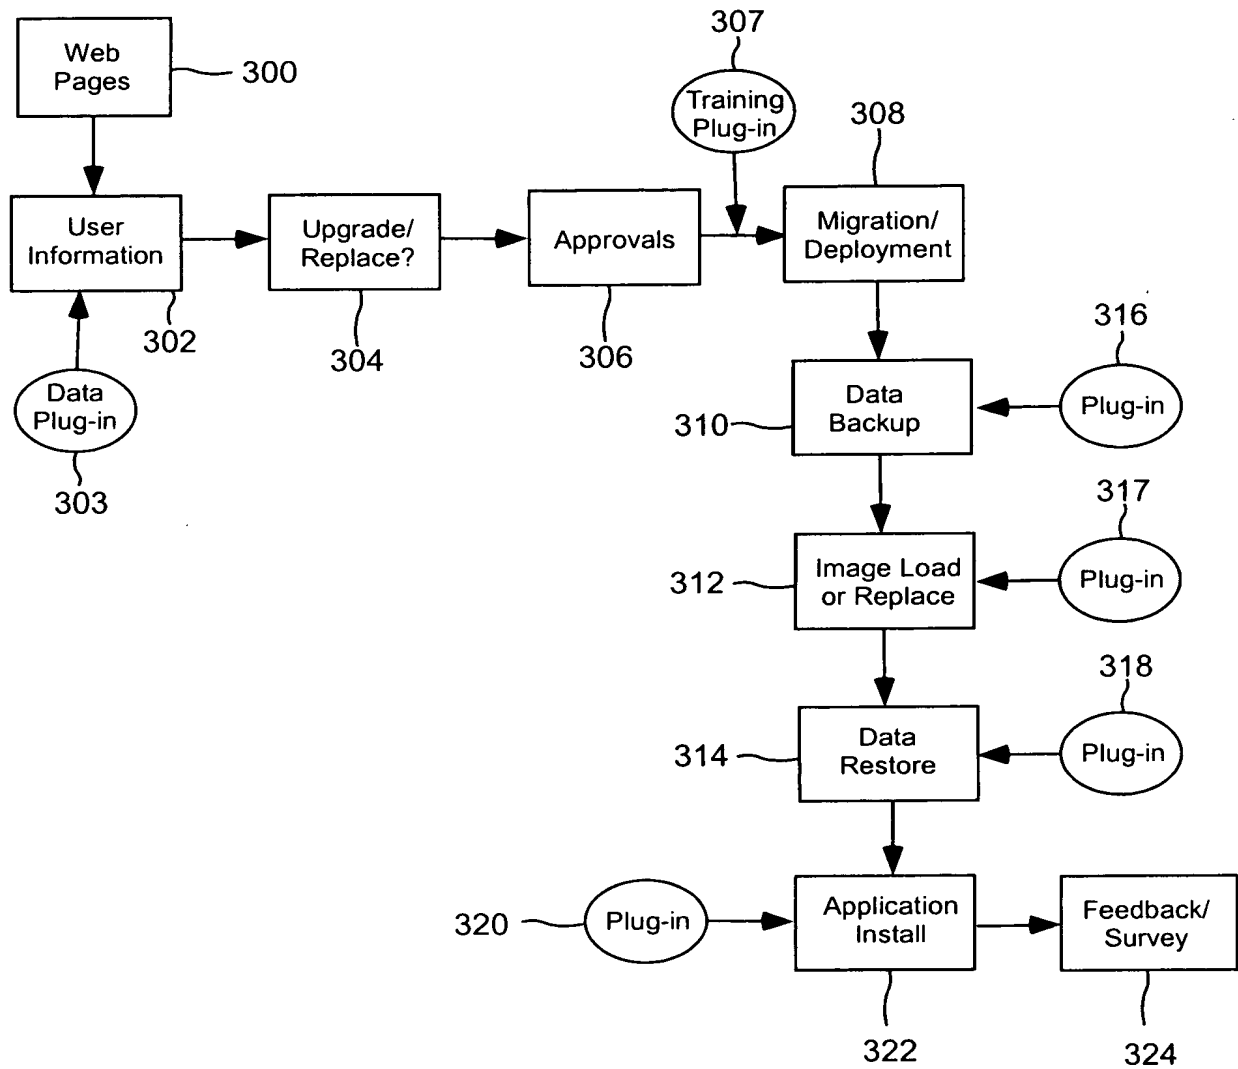 307
Web
Pages
300
Training
Plug-in
308
User
Information
Upgrade/
Replace?
Approvals
Migration/
Deployment
302
304
306
316
Data
Plug-in
303
310
Data
Backup
Plug-in
317
312
Image Load
or Replace
Plug-in
318
314
Data
Restore
Plug-in
320
Plug-in
Application
Install
Feedback/
Survey
322
324